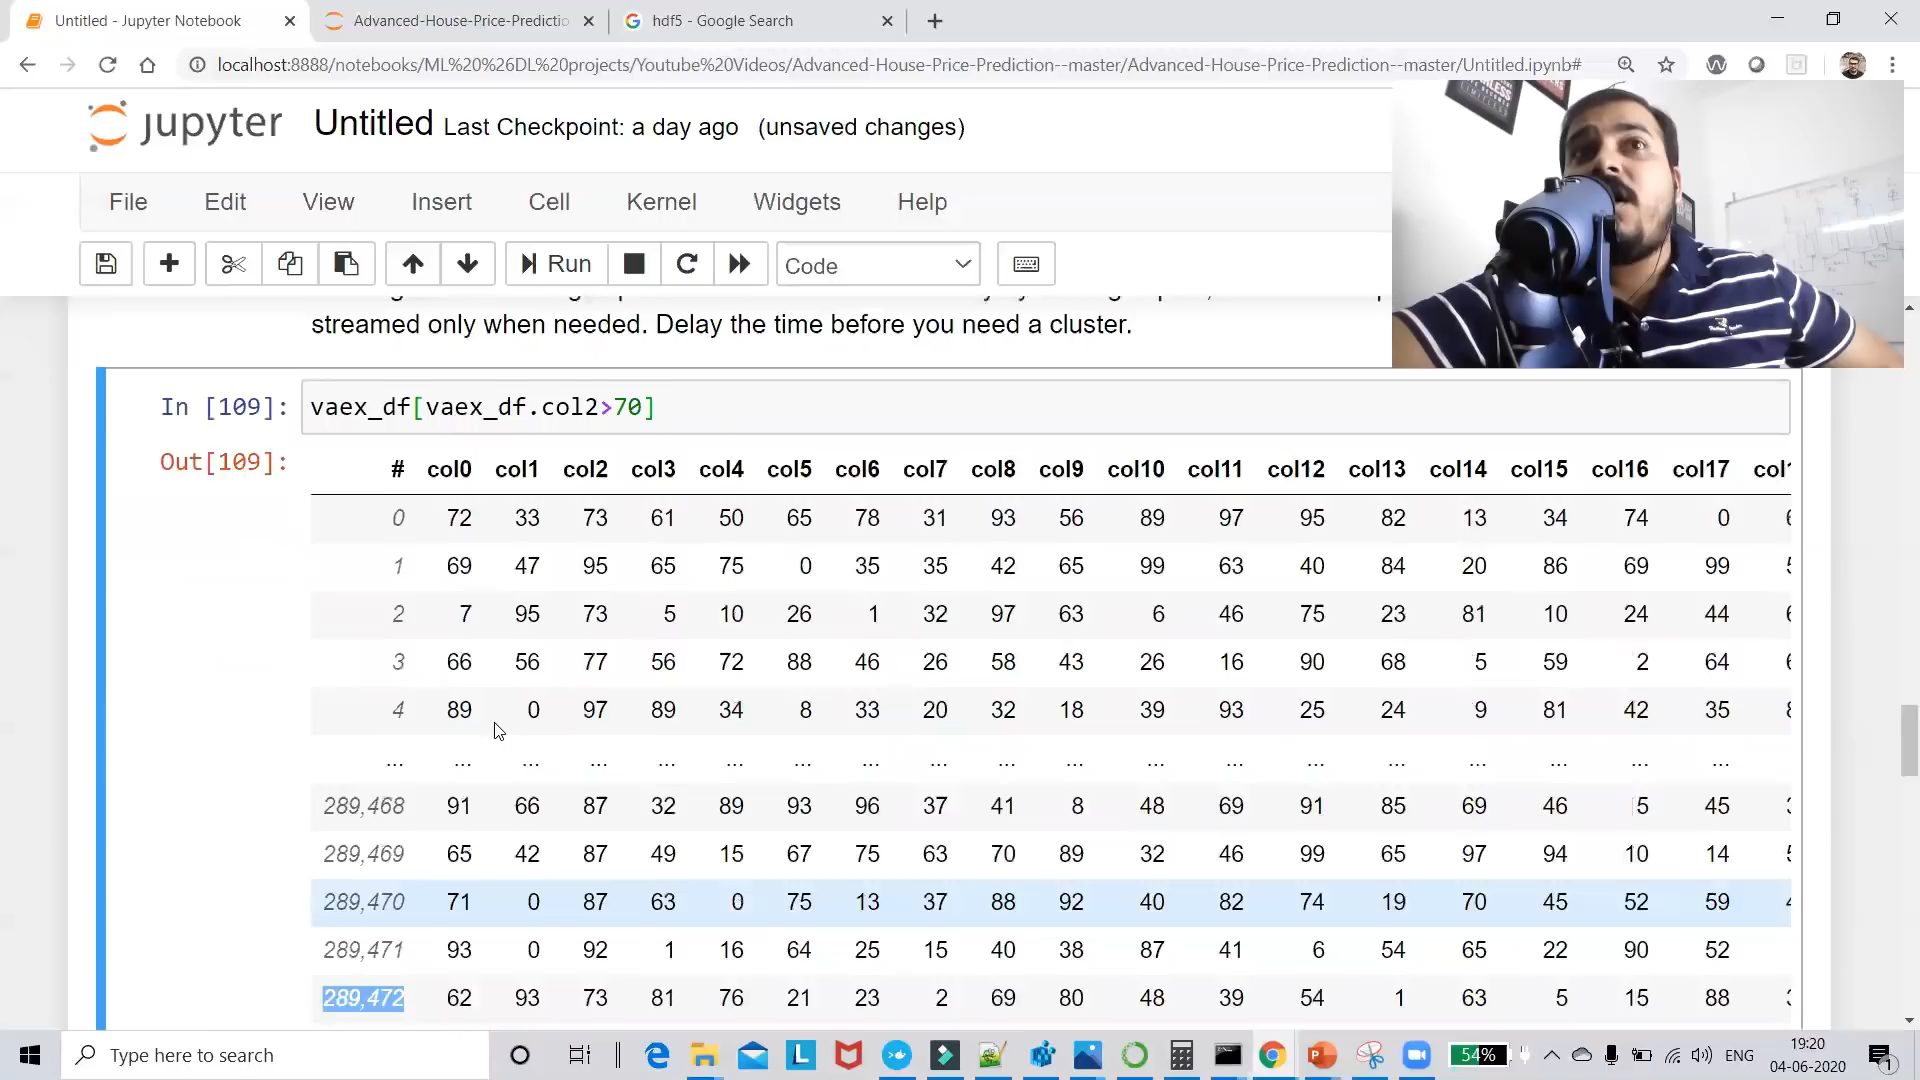 Untitled - Jupyter Notebook
Advanced-House-Price-Predictio
hdf5 - Google Search
localhost:8888/notebooks/ML%20%26DL%20projects/Youtube%20Videos/Advanced-House-Price-Prediction--master/Advanced-House-Price-Prediction--master/Untitled.ipynb#
jupyter Untitled Last Checkpoint: a day ago (unsaved changes)
File Edit View Insert Cell Kernel Widgets Help
Run Code
streamed only when needed. Delay the time before you need a cluster.
In [109]: vaex_df[vaex_df.col2>70]
Out[109]:
# col0 col1 col2 col3 col4 col5 col6 col7 col8 col9 col10 col11 col12 col13 col14 col15 col16 col17
0 72 33 73 61 50 65 78 31 93 56 89 97 95 82 13 34 74 0
1 69 47 95 65 75 0 35 35 42 65 99 63 40 84 20 86 69 99
2 7 95 73 5 10 26 1 32 97 63 6 46 75 23 81 10 24 44
3 66 56 77 56 72 88 46 26 58 43 26 16 90 68 5 59 2 64
4 89 0 97 89 34 8 33 20 32 18 39 93 25 24 9 81 42 35
... ... ... ... ... ... ... ... ... ... ... ... ... ... ... ... ... ... ...
289,468 91 66 87 32 89 93 96 37 41 8 48 69 91 85 69 46 5 45
289,469 65 42 87 49 15 67 75 63 70 89 32 46 99 65 97 94 10 14
289,470 71 0 87 63 0 75 13 37 88 92 40 82 74 19 70 45 52 59
289,471 93 0 92 1 16 64 25 15 40 38 87 41 6 54 65 22 90 52
289,472 62 93 73 81 76 21 23 2 69 80 48 39 54 1 63 5 15 88
Type here to search
54%
ENG
19:20
04-06-2020
1